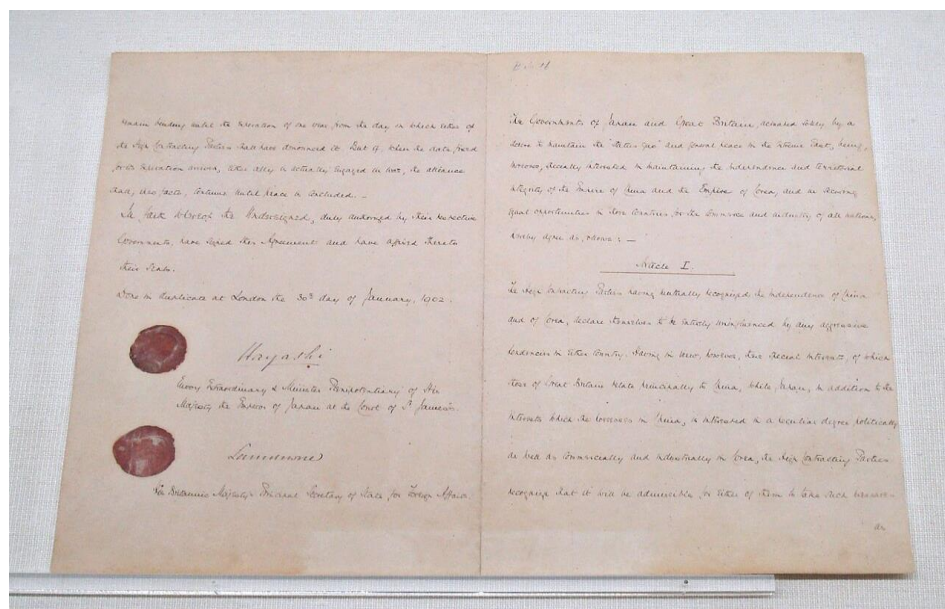 remain binding until the expiration of one year from the day on which either of
the High Contracting Parties shall have denounced it. But if, when the date fixed
for its expiration arrives, either ally is actually engaged in war, the alliance
shall, ipso facto, continue until peace is concluded.
In faith whereof the Undersigned, duly authorized by their respective
Governments, have signed this Agreement and have affixed thereto
their Seals.
Done in duplicate at London the 30th day of January, 1902.
Hayashi
Envoy Extraordinary & Minister Plenipotentiary of His
Majesty the Emperor of Japan at the Court of St James's.
Lansdowne
His Britannic Majesty's Principal Secretary of State for Foreign Affairs
The Governments of Japan and Great Britain, actuated solely by a
desire to maintain the status quo and general peace in the Extreme East, being,
moreover, specially interested in maintaining the independence and territorial
integrity of the Empire of China and the Empire of Corea, and in securing
equal opportunities in those Countries for the Commerce and industry of all nations,
hereby agree as follows:—
Article I.
The High Contracting Parties having mutually recognized the independence of China
and of Corea, declare themselves to be entirely uninfluenced by any aggressive
tendencies in either Country. Having in view, however, their special interests, of which
those of Great Britain relate principally to China, while Japan, in addition to the
interests which she possesses in China, is interested in a peculiar degree politically
as well as commercially and industrially in Corea, the High Contracting Parties
recognize that it will be admissible for either of them to take such measures
as